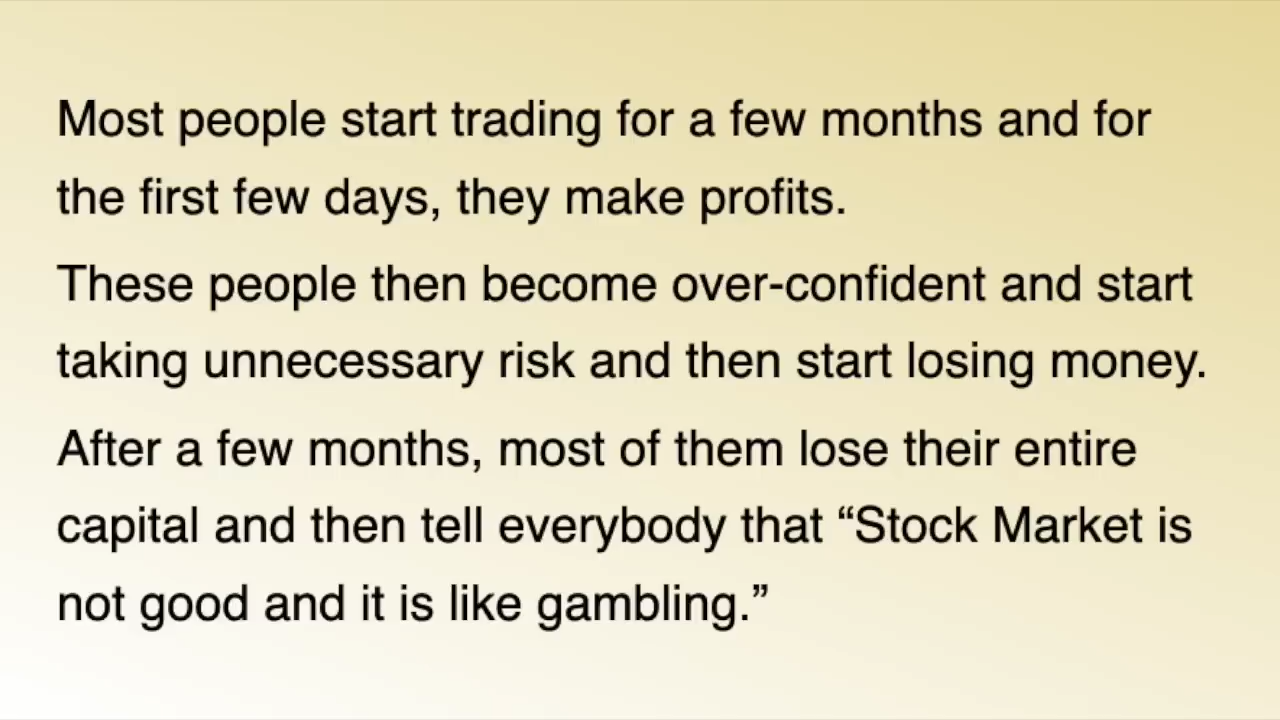 Most people start trading for a few months and for
the first few days, they make profits.
These people then become over-confident and start
taking unnecessary risk and then start losing money.
After a few months, most of them lose their entire
capital and then tell everybody that “Stock Market is
not good and it is like gambling.”